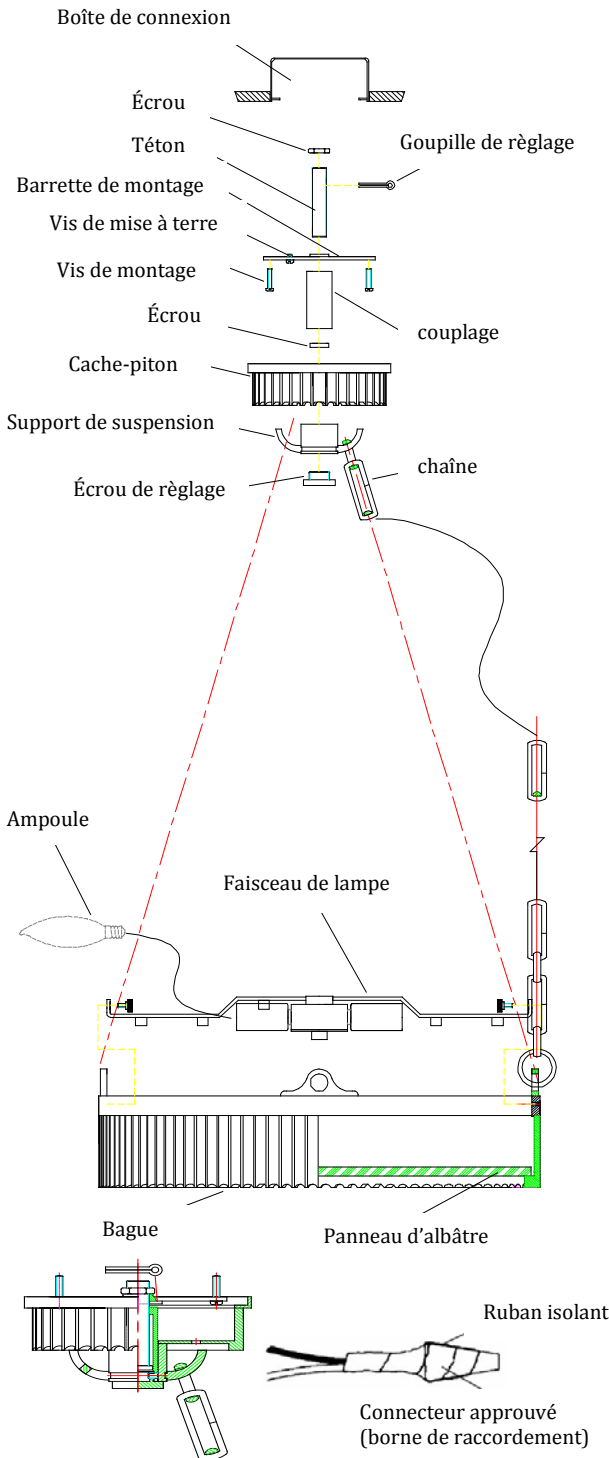 Boîte de connexion
Écrou
Téton
Goupille de règlage
Barrette de montage
Vis de mise à terre
Vis de montage
Écrou
couplage
Cache-piton
Support de suspension
chaîne
Écrou de règlage
Ampoule
Faisceau de lampe
Bague
Panneau d'albâtre
Ruban isolant
Connecteur approuvé
(borne de raccordement)